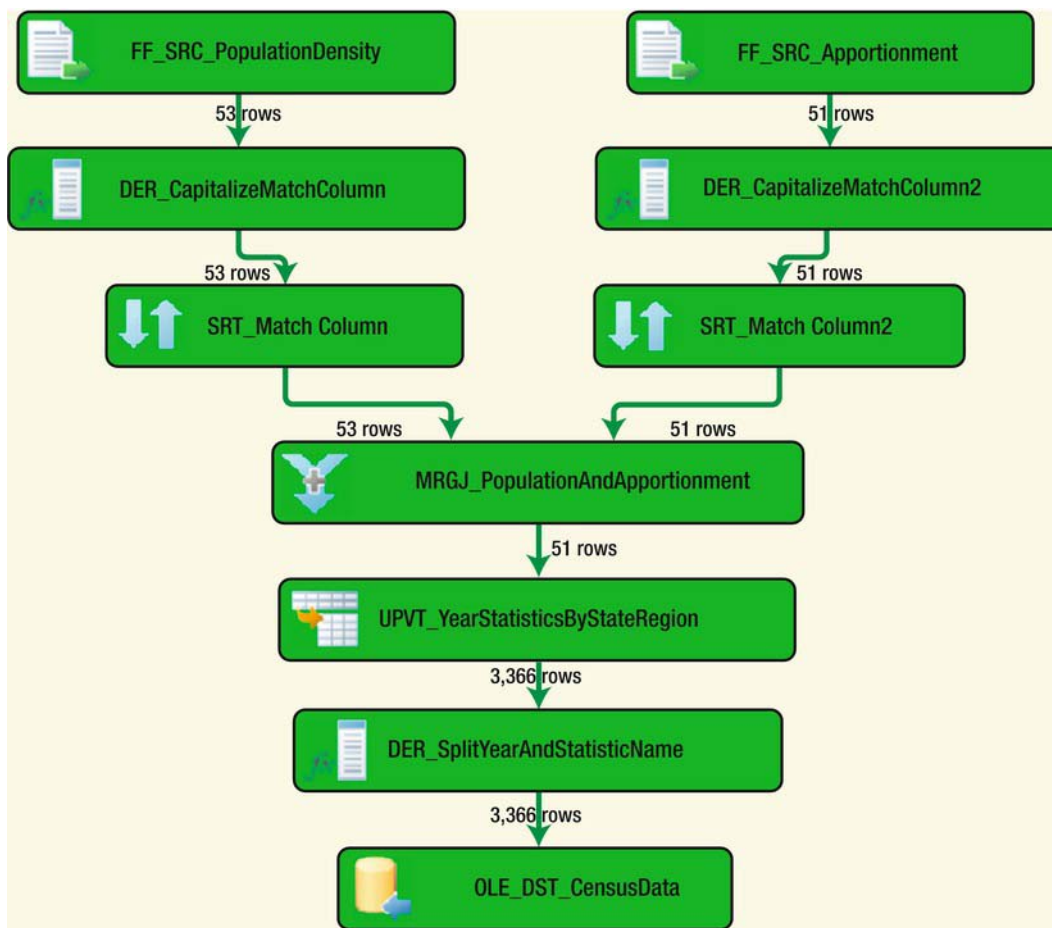 FF_SRC_PopulationDensity
FF_SRC_Apportionment
53 rows
51 rows
DER_CapitalizeMatchColumn
DER_CapitalizeMatchColumn2
53 rows
51 rows
SRT_Match Column
SRT_Match Column2
53 rows
51 rows
MRGJ_PopulationAndApportionment
51 rows
UPVT_YearStatisticsByStateRegion
3,366 rows
DER_SplitYearAndStatisticName
3,366 rows
OLE_DST_CensusData